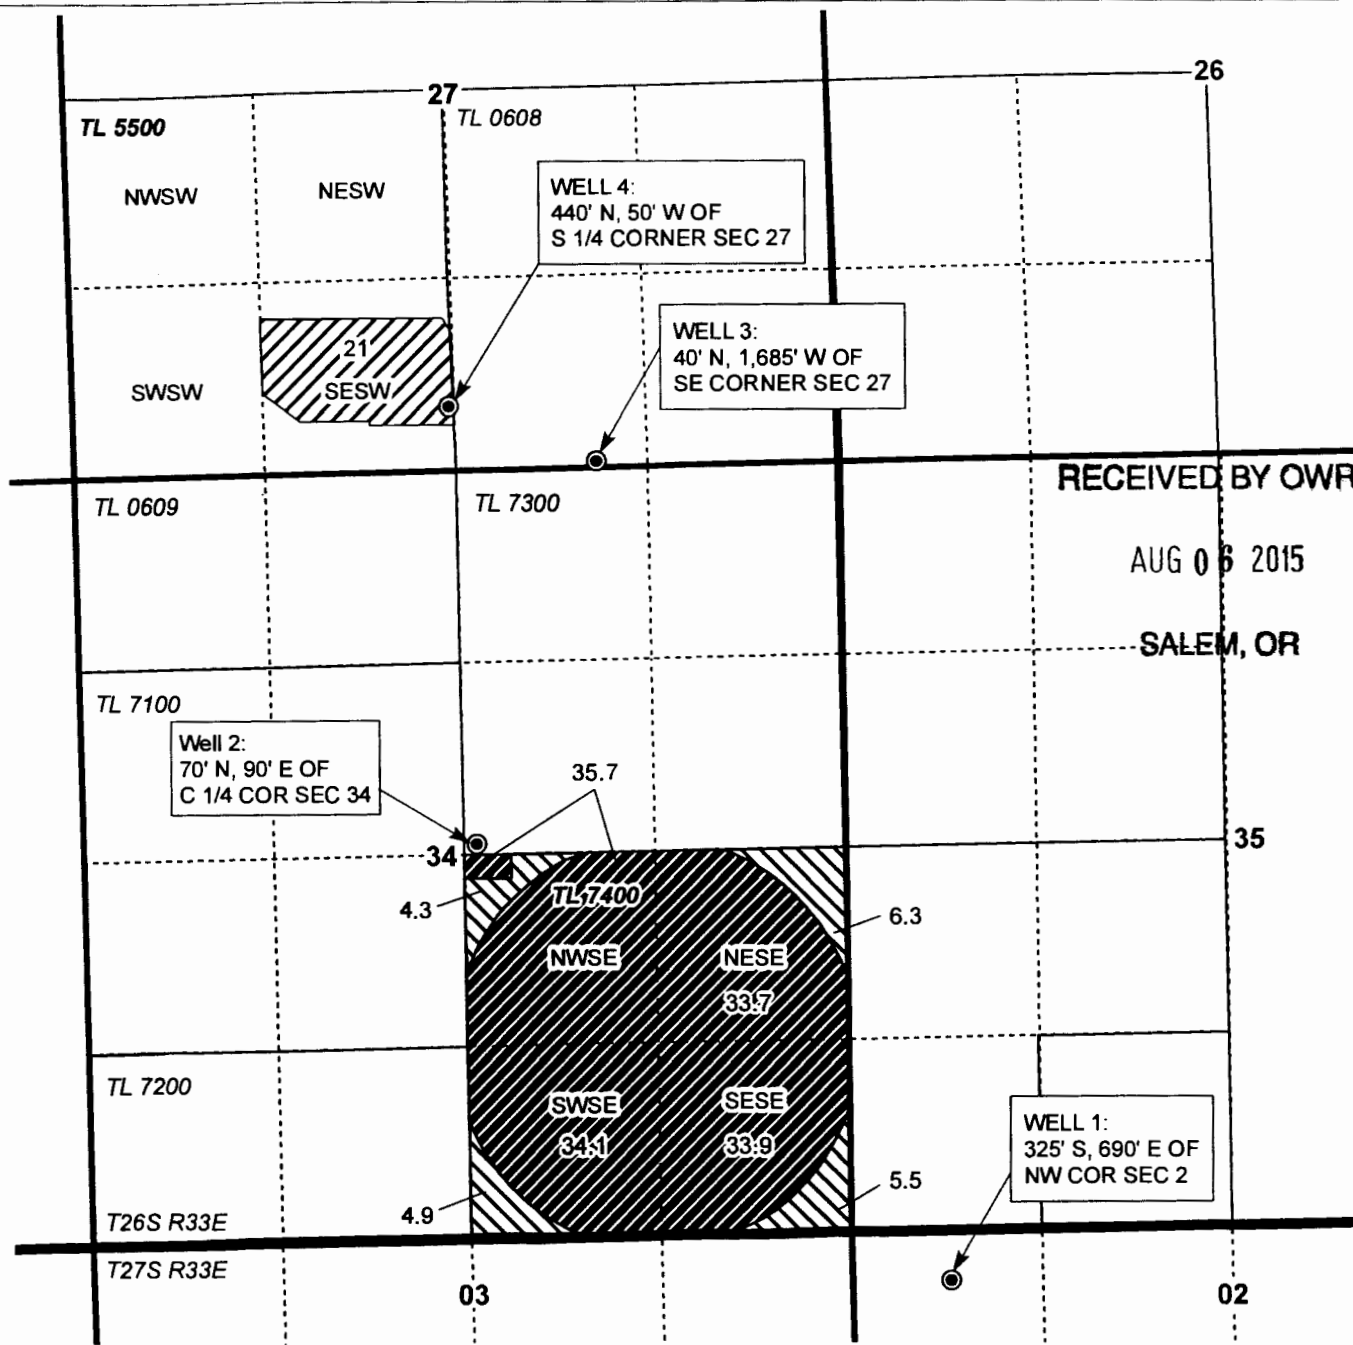 26
27
TL 5500
TL 0608
NWSW
NESW
WELL 4:
440' N, 50' W OF
S 1/4 CORNER SEC 27
WELL 3:
40' N, 1,685' W OF
SE CORNER SEC 27
21
SESW
SWSW
RECEIVED BY OWR
TL 0609
TL 7300
AUG 06 2015
SALEM, OR
TL 7100
Well 2:
70' N, 90' E OF
C 1/4 COR SEC 34
35.7
34
35
TL 7400
4.3
6.3
NWSE
NESE
33.7
TL 7200
SWSE
SESE
34.1
33.9
WELL 1:
325' S, 690' E OF
NW COR SEC 2
5.5
4.9
T26S R33E
T27S R33E
03
02